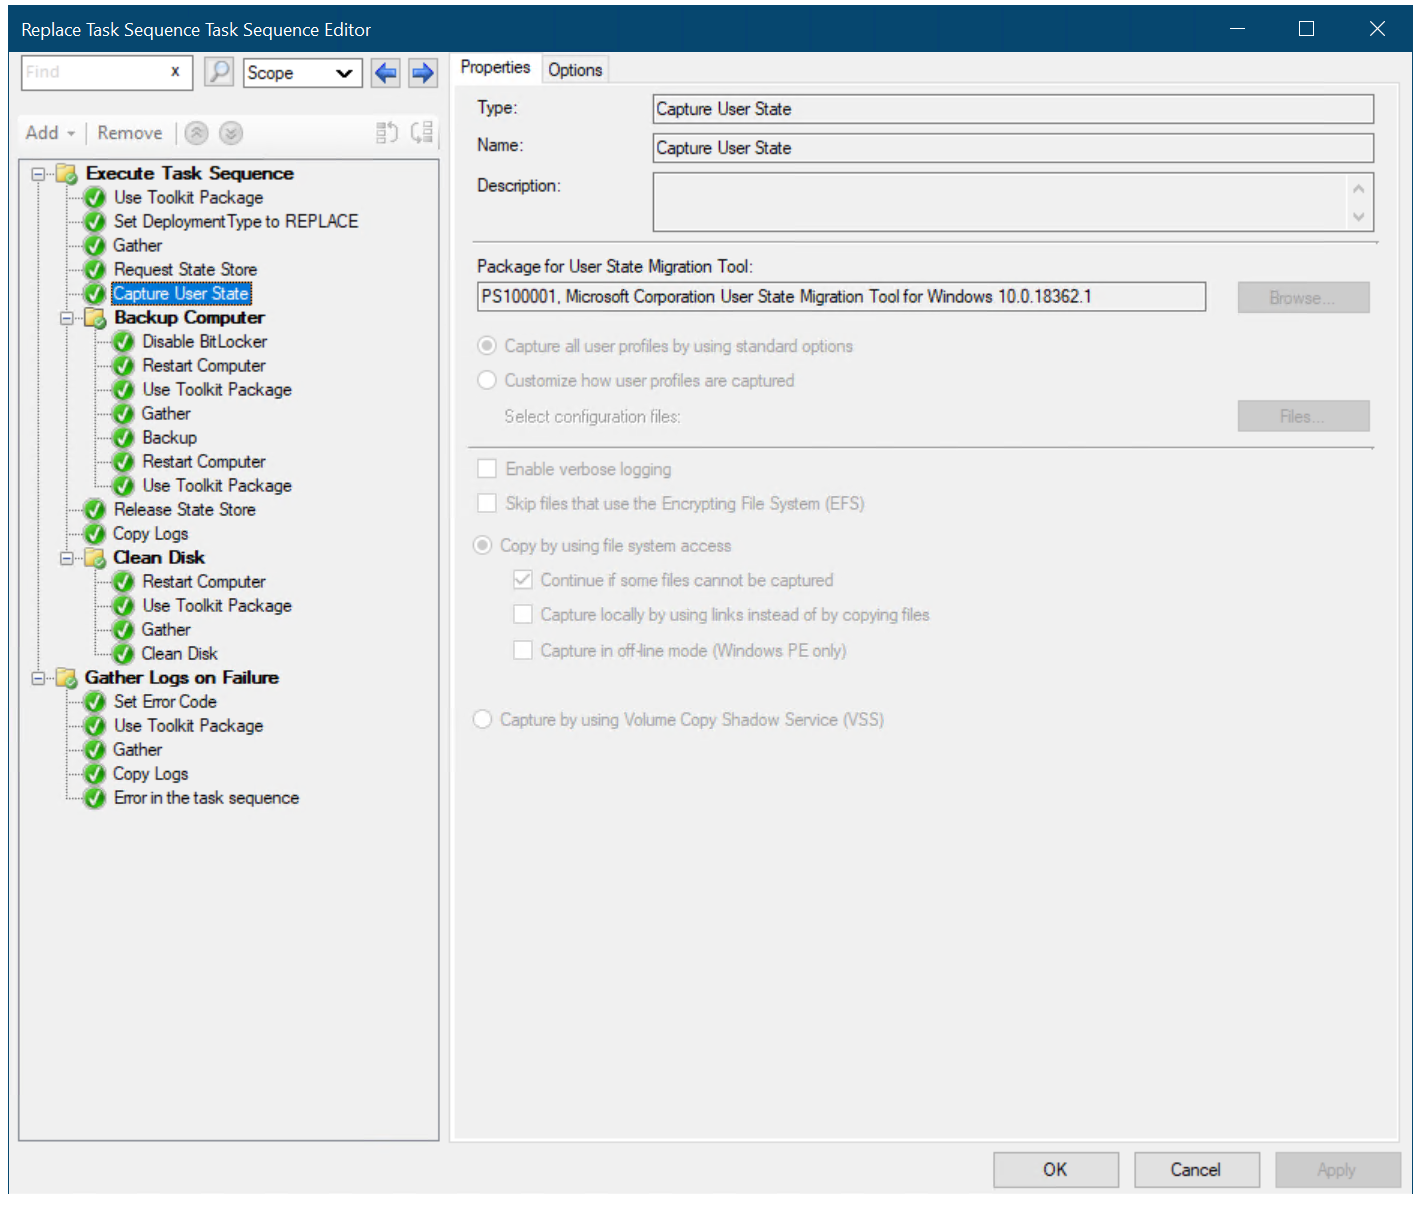 Replace Task Sequence Task Sequence Editor
Find
x
Scope
Add
Remove
Execute Task Sequence
Use Toolkit Package
Set DeploymentType to REPLACE
Gather
Request State Store
Capture User State
Backup Computer
Disable BitLocker
Restart Computer
Use Toolkit Package
Gather
Backup
Restart Computer
Use Toolkit Package
Release State Store
Copy Logs
Clean Disk
Restart Computer
Use Toolkit Package
Gather
Clean Disk
Gather Logs on Failure
Set Error Code
Use Toolkit Package
Gather
Copy Logs
Error in the task sequence
Properties
Options
Type:
Capture User State
Name:
Capture User State
Description:
Package for User State Migration Tool:
PS100001, Microsoft Corporation User State Migration Tool for Windows 10.0.18362.1
Browse...
Capture all user profiles by using standard options
Customize how user profiles are captured
Select configuration files:
Files...
Enable verbose logging
Skip files that use the Encrypting File System (EFS)
Copy by using file system access
Continue if some files cannot be captured
Capture locally by using links instead of by copying files
Capture in off-line mode (Windows PE only)
Capture by using Volume Copy Shadow Service (VSS)
OK
Cancel
Apply